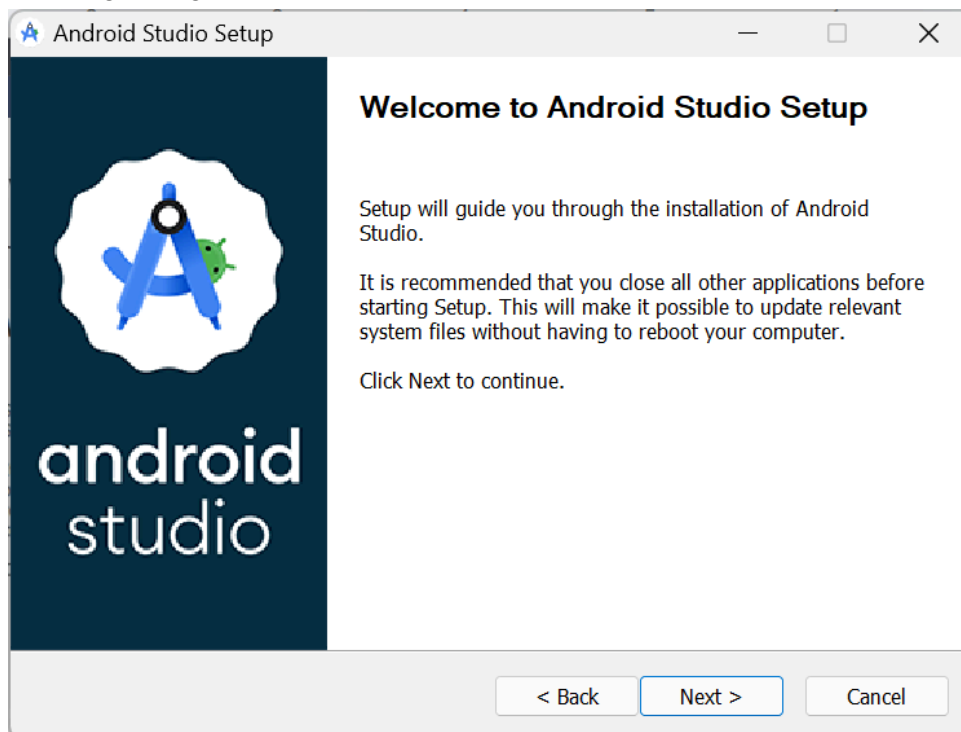 Android Studio Setup
Welcome to Android Studio Setup
Setup will guide you through the installation of Android
Studio.
It is recommended that you close all other applications before
starting Setup. This will make it possible to update relevant
system files without having to reboot your computer.
Click Next to continue.
android
studio
< Back
Next >
Cancel